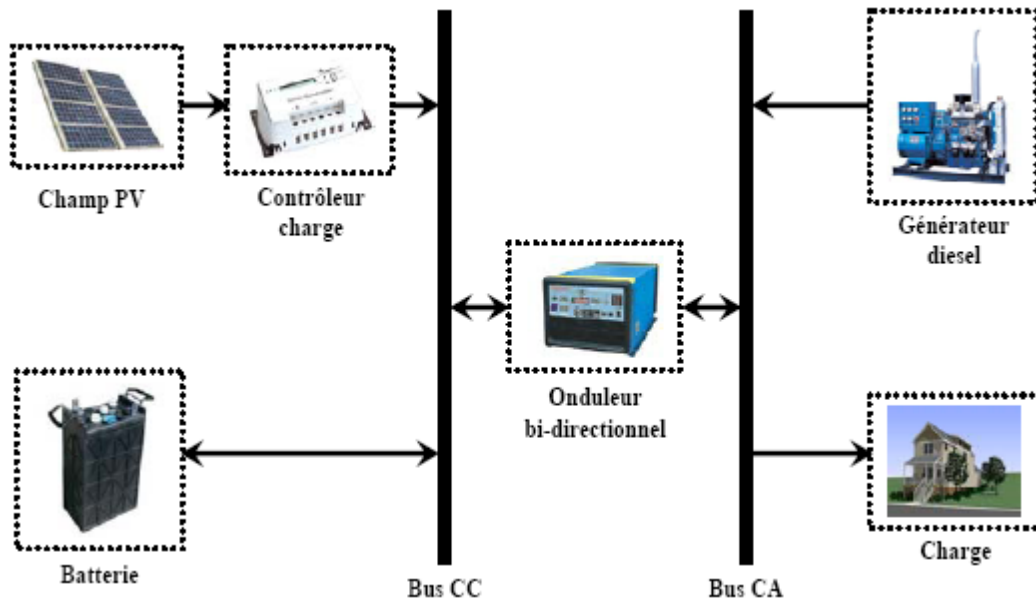 Champ PV
Contrôleur
charge
Générateur
diesel
Onduleur
bi-directionnel
Batterie
Bus CC
Bus CA
Charge